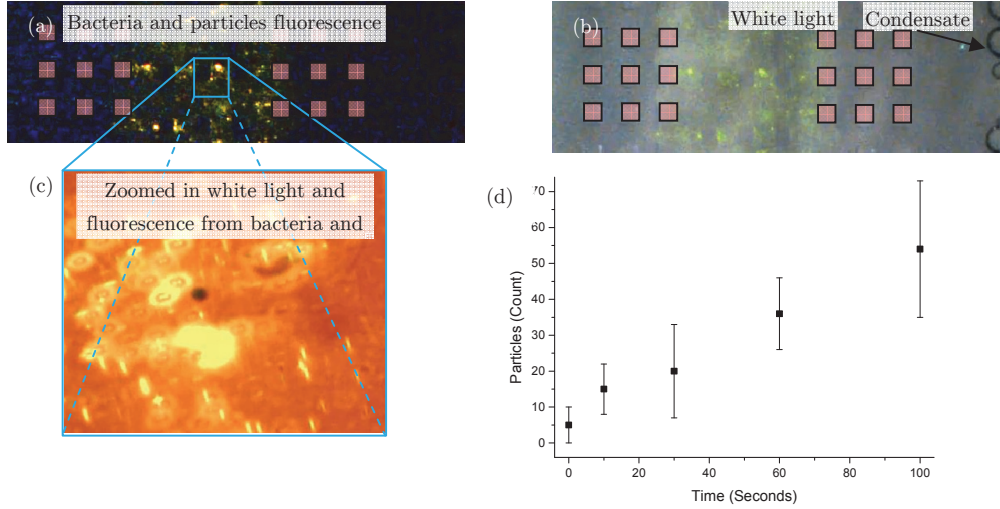 (a) Bacteria and particles fluorescence
(b) White light Condensate
(c) Zoomed in white light and
fluorescence from bacteria and
(d)
Particles (Count)
70
60
50
40
30
20
10
0
0 20 40 60 80 100
Time (Seconds)